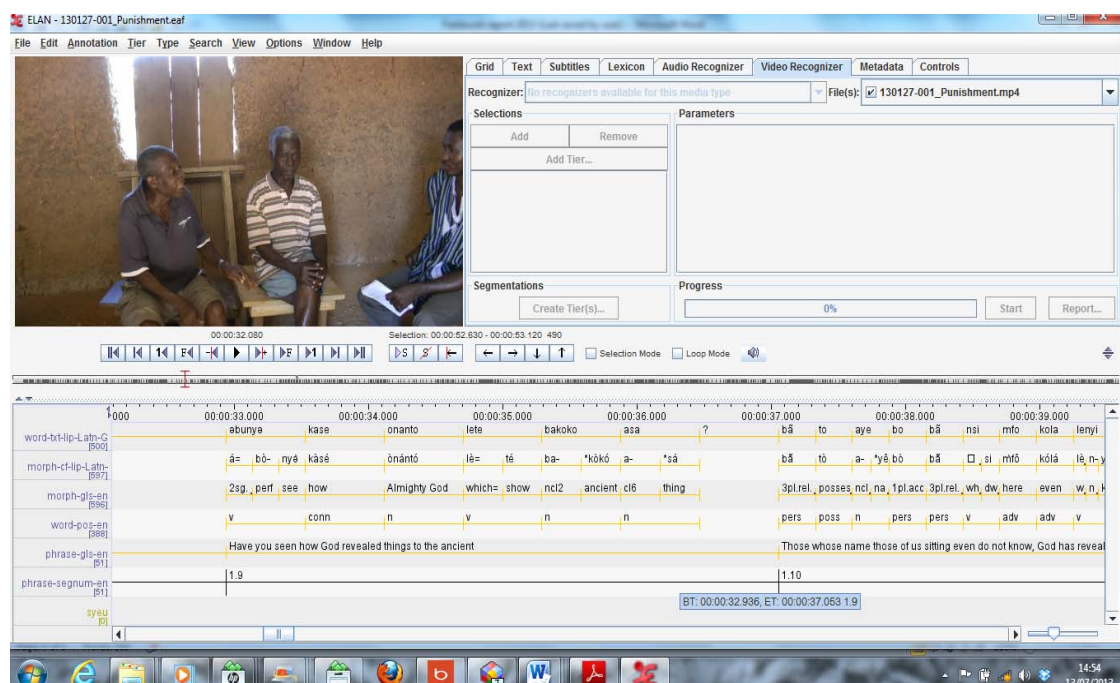 ELAN - 130127-001_Punishment.eaf
File Edit Annotation Tier Type Search View Options Window Help
Grid Text Subtitles Lexicon Audio Recognizer Video Recognizer Metadata Controls
Recognizer: No recognizers available for this media type File(s): 130127-001_Punishment.mp4
Selections Parameters
Add Remove
Add Tier...
Segmentations Progress
Create Tier(s)... 0% Start Report...
00:00:32.080 Selection: 00:00:52.630 - 00:00:53.120 490
Selection Mode Loop Mode
00:00:33.000 00:00:34.000 00:00:35.000 00:00:36.000 00:00:37.000 00:00:38.000 00:00:39.000
word-txt-lip-Latn-G əbunyə kase onanto lete bakoko asa ? bã to aye bo bã nsi mfo kola lenyi
[500]
morph-cf-lip-Latn- á= bò- nyə́ kàsé ònántó lè= té ba- *kòkó a- *sá bã tò a- *yê bò bã si mfõ kólá lè, n- y
[597]
morph-gls-en 2sg. perf see how Almighty God which= show ncl2 ancient cl6 thing 3pl.rel. posses ncl na 1pl.acc 3pl.rel. wh, dw, here even w, n,
[596]
word-pos-en v conn n v n n pers poss n pers pers v adv adv v
[388]
phrase-gls-en Have you seen how God revealed things to the ancient Those whose name those of us sitting even do not know, God has reveal
[51]
phrase-segnum-en 1.9 1.10
[51]
BT: 00:00:32.936, ET: 00:00:37.053 1.9
syeu
[0]
14:54
13/07/2013